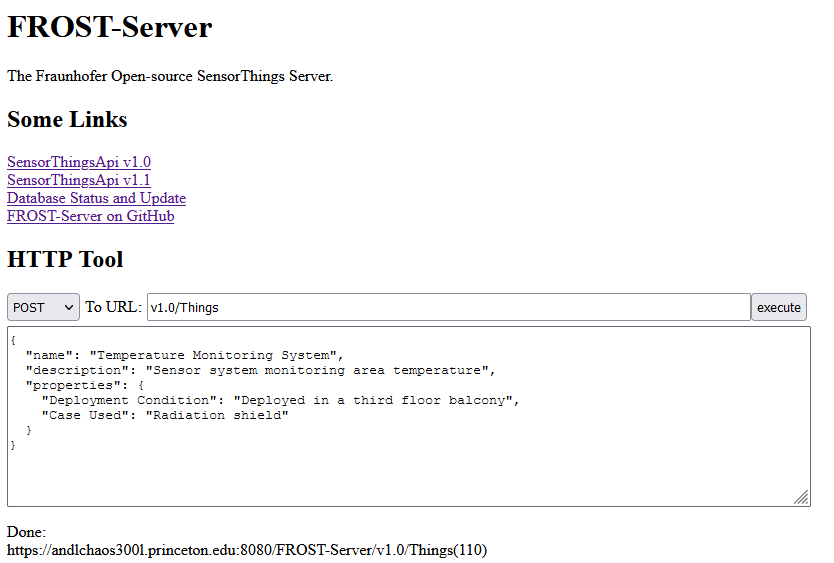 FROST-Server
The Fraunhofer Open-source SensorThings Server.
Some Links
SensorThingsApi v1.0
SensorThingsApi v1.1
Database Status and Update
FROST-Server on GitHub
HTTP Tool
POST To URL: v1.0/Things execute
{
  "name": "Temperature Monitoring System",
  "description": "Sensor system monitoring area temperature",
  "properties": {
    "Deployment Condition": "Deployed in a third floor balcony",
    "Case Used": "Radiation shield"
  }
}
Done:
https://andlchaos300l.princeton.edu:8080/FROST-Server/v1.0/Things(110)